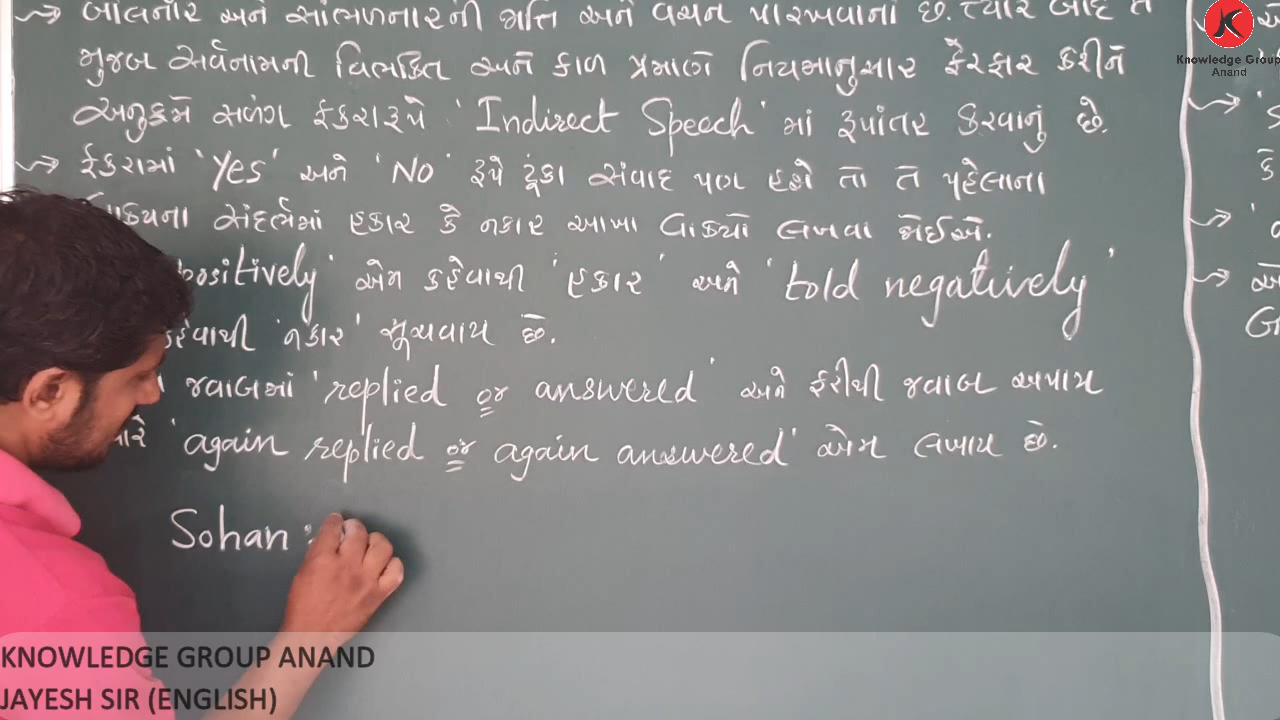 બોલનાર અને સાંભળનારની જાતિ અને વચન પારખવાનાં છે. ત્યાર બાદ તે
મુજબ સર્વનામની વિભક્તિ અને કાળ પ્રમાણે નિયમાનુસાર ફેરફાર કરીને
અનુક્રમે સળંગ ફકરારૂપે 'Indirect Speech' માં રૂપાંતર કરવાનું છે.
ફકરામાં 'Yes' અને 'No' રૂપે ટૂંકા સંવાદ પણ હશે તો તે પહેલાના
વાક્યના સંદર્ભમાં હકાર કે નકાર આખા વાક્યો લખવા જોઈએ.
positively' એમ કહેવાથી 'હકાર' અને 'told negatively'
કહેવાથી 'નકાર' સૂચવાય છે.
જવાબમાં 'replied or answered' અને ફરીથી જવાબ અપાય
'again replied or again answered' એમ લખાય છે.
Sohan :
Knowledge Group
Anand
KNOWLEDGE GROUP ANAND
JAYESH SIR (ENGLISH)